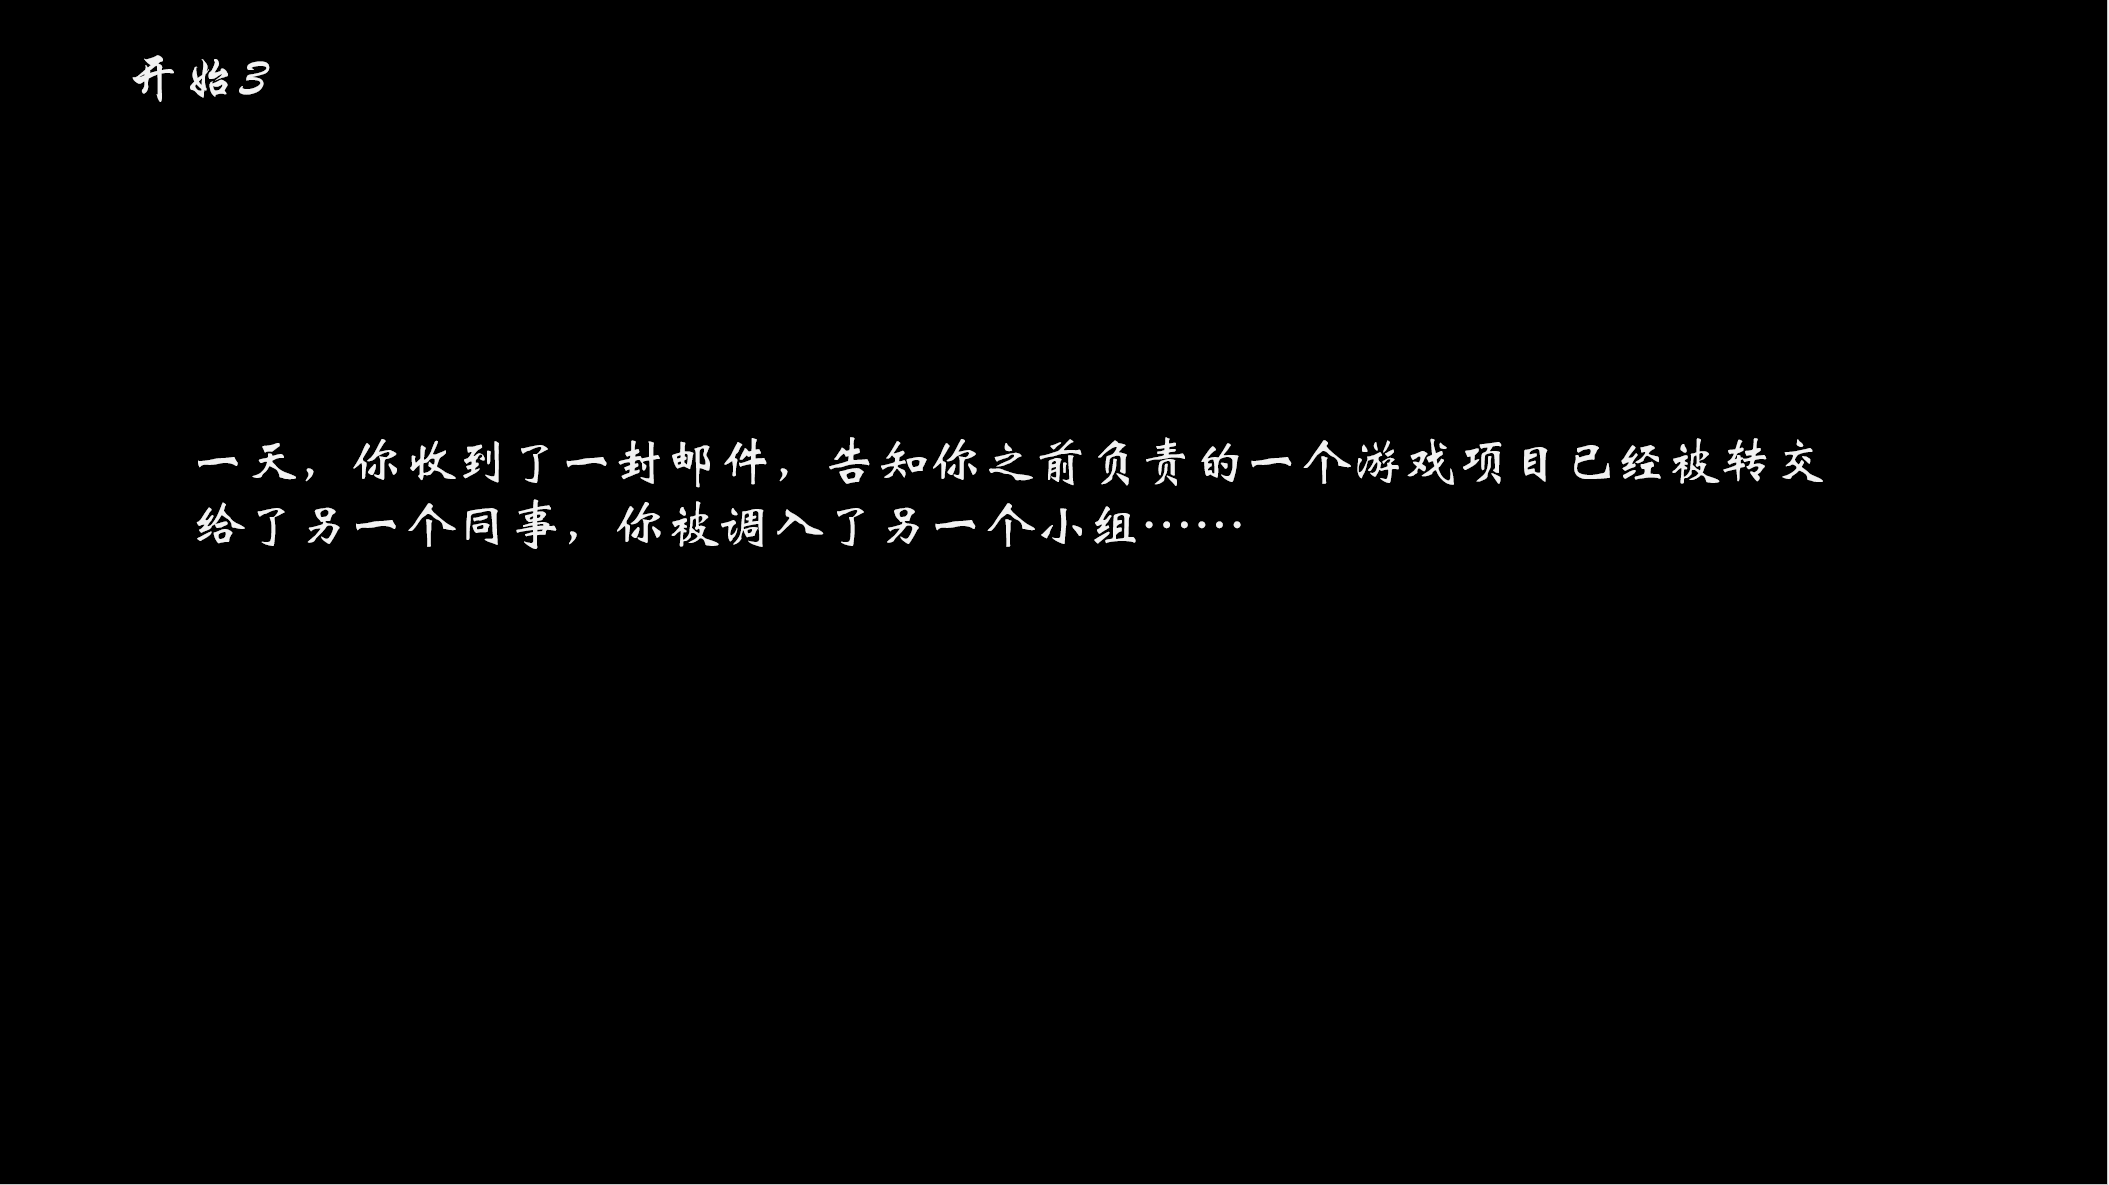 开始3
一天，你收到了一封邮件，告知你之前负责的一个游戏项目已经被转交
给了另一个同事，你被调入了另一个小组……